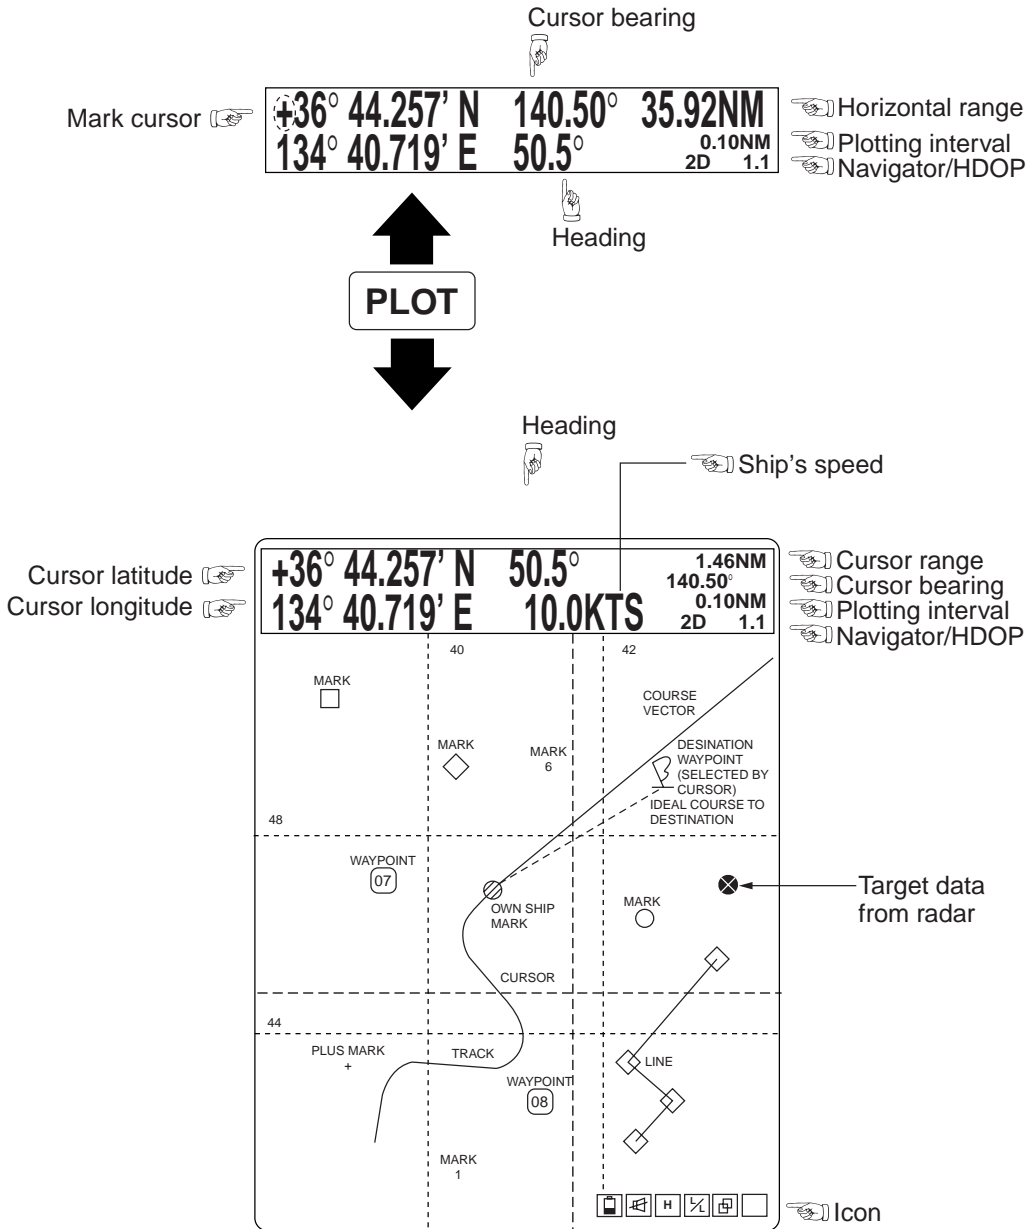 Cursor bearing
Mark cursor
+36° 44.257' N 140.50° 35.92NM
134° 40.719' E 50.5° 0.10NM
2D 1.1
Horizontal range
Plotting interval
Navigator/HDOP
Heading
PLOT
Heading
Ship's speed
Cursor latitude
Cursor longitude
+36° 44.257' N 50.5° 1.46NM
140.50°
134° 40.719' E 10.0KTS 0.10NM
2D 1.1
Cursor range
Cursor bearing
Plotting interval
Navigator/HDOP
40 42
MARK
COURSE
VECTOR
MARK
MARK
6
DESINATION
WAYPOINT
(SELECTED BY
CURSOR)
IDEAL COURSE TO
DESTINATION
48
WAYPOINT
07
OWN SHIP
MARK
MARK
Target data
from radar
CURSOR
44
PLUS MARK
+
TRACK
LINE
WAYPOINT
08
MARK
1
H L/L
Icon